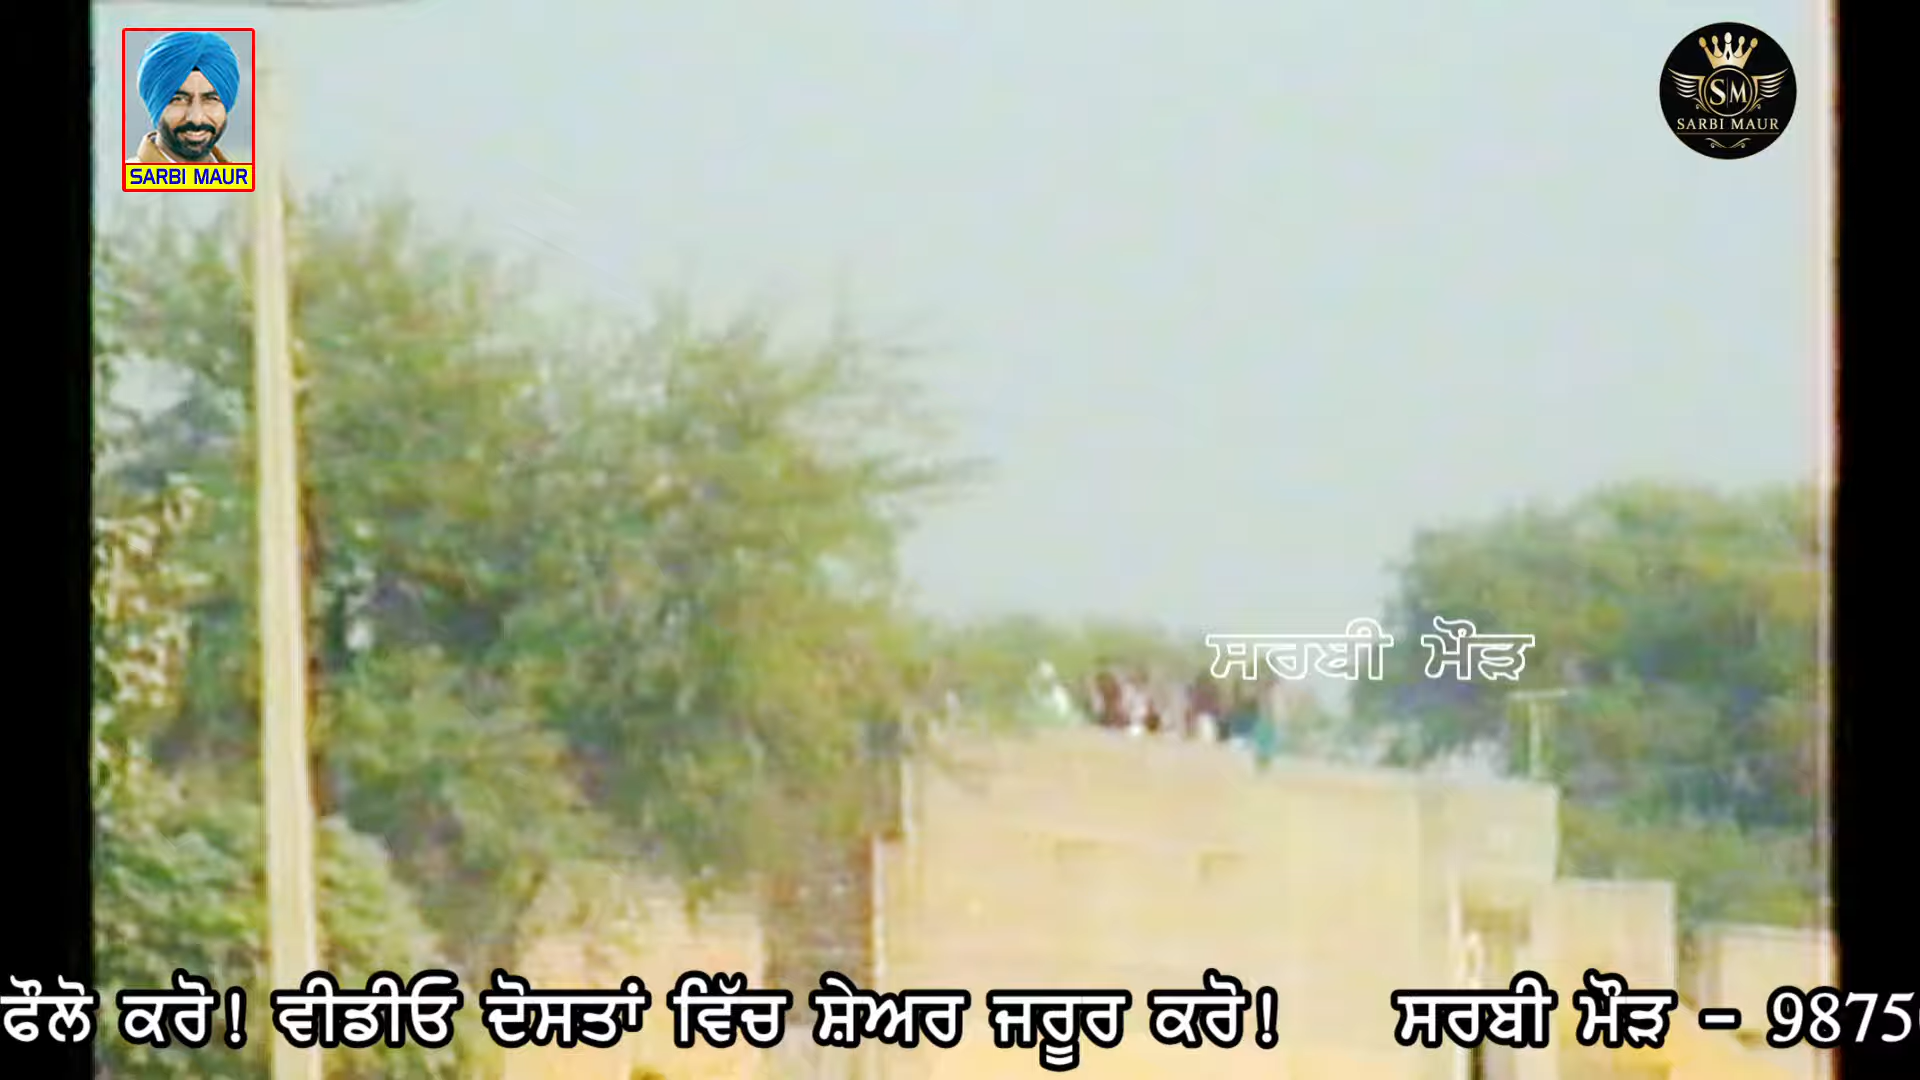 SARBI MAUR
S M
SARBI MAUR
ਸਰਬੀ ਮੌੜ
ਫੌਲੋ ਕਰੋ! ਵੀਡੀਓ ਦੋਸਤਾਂ ਵਿੱਚ ਸ਼ੇਅਰ ਜਰੂਰ ਕਰੋ! ਸਰਬੀ ਮੌੜ - 9875